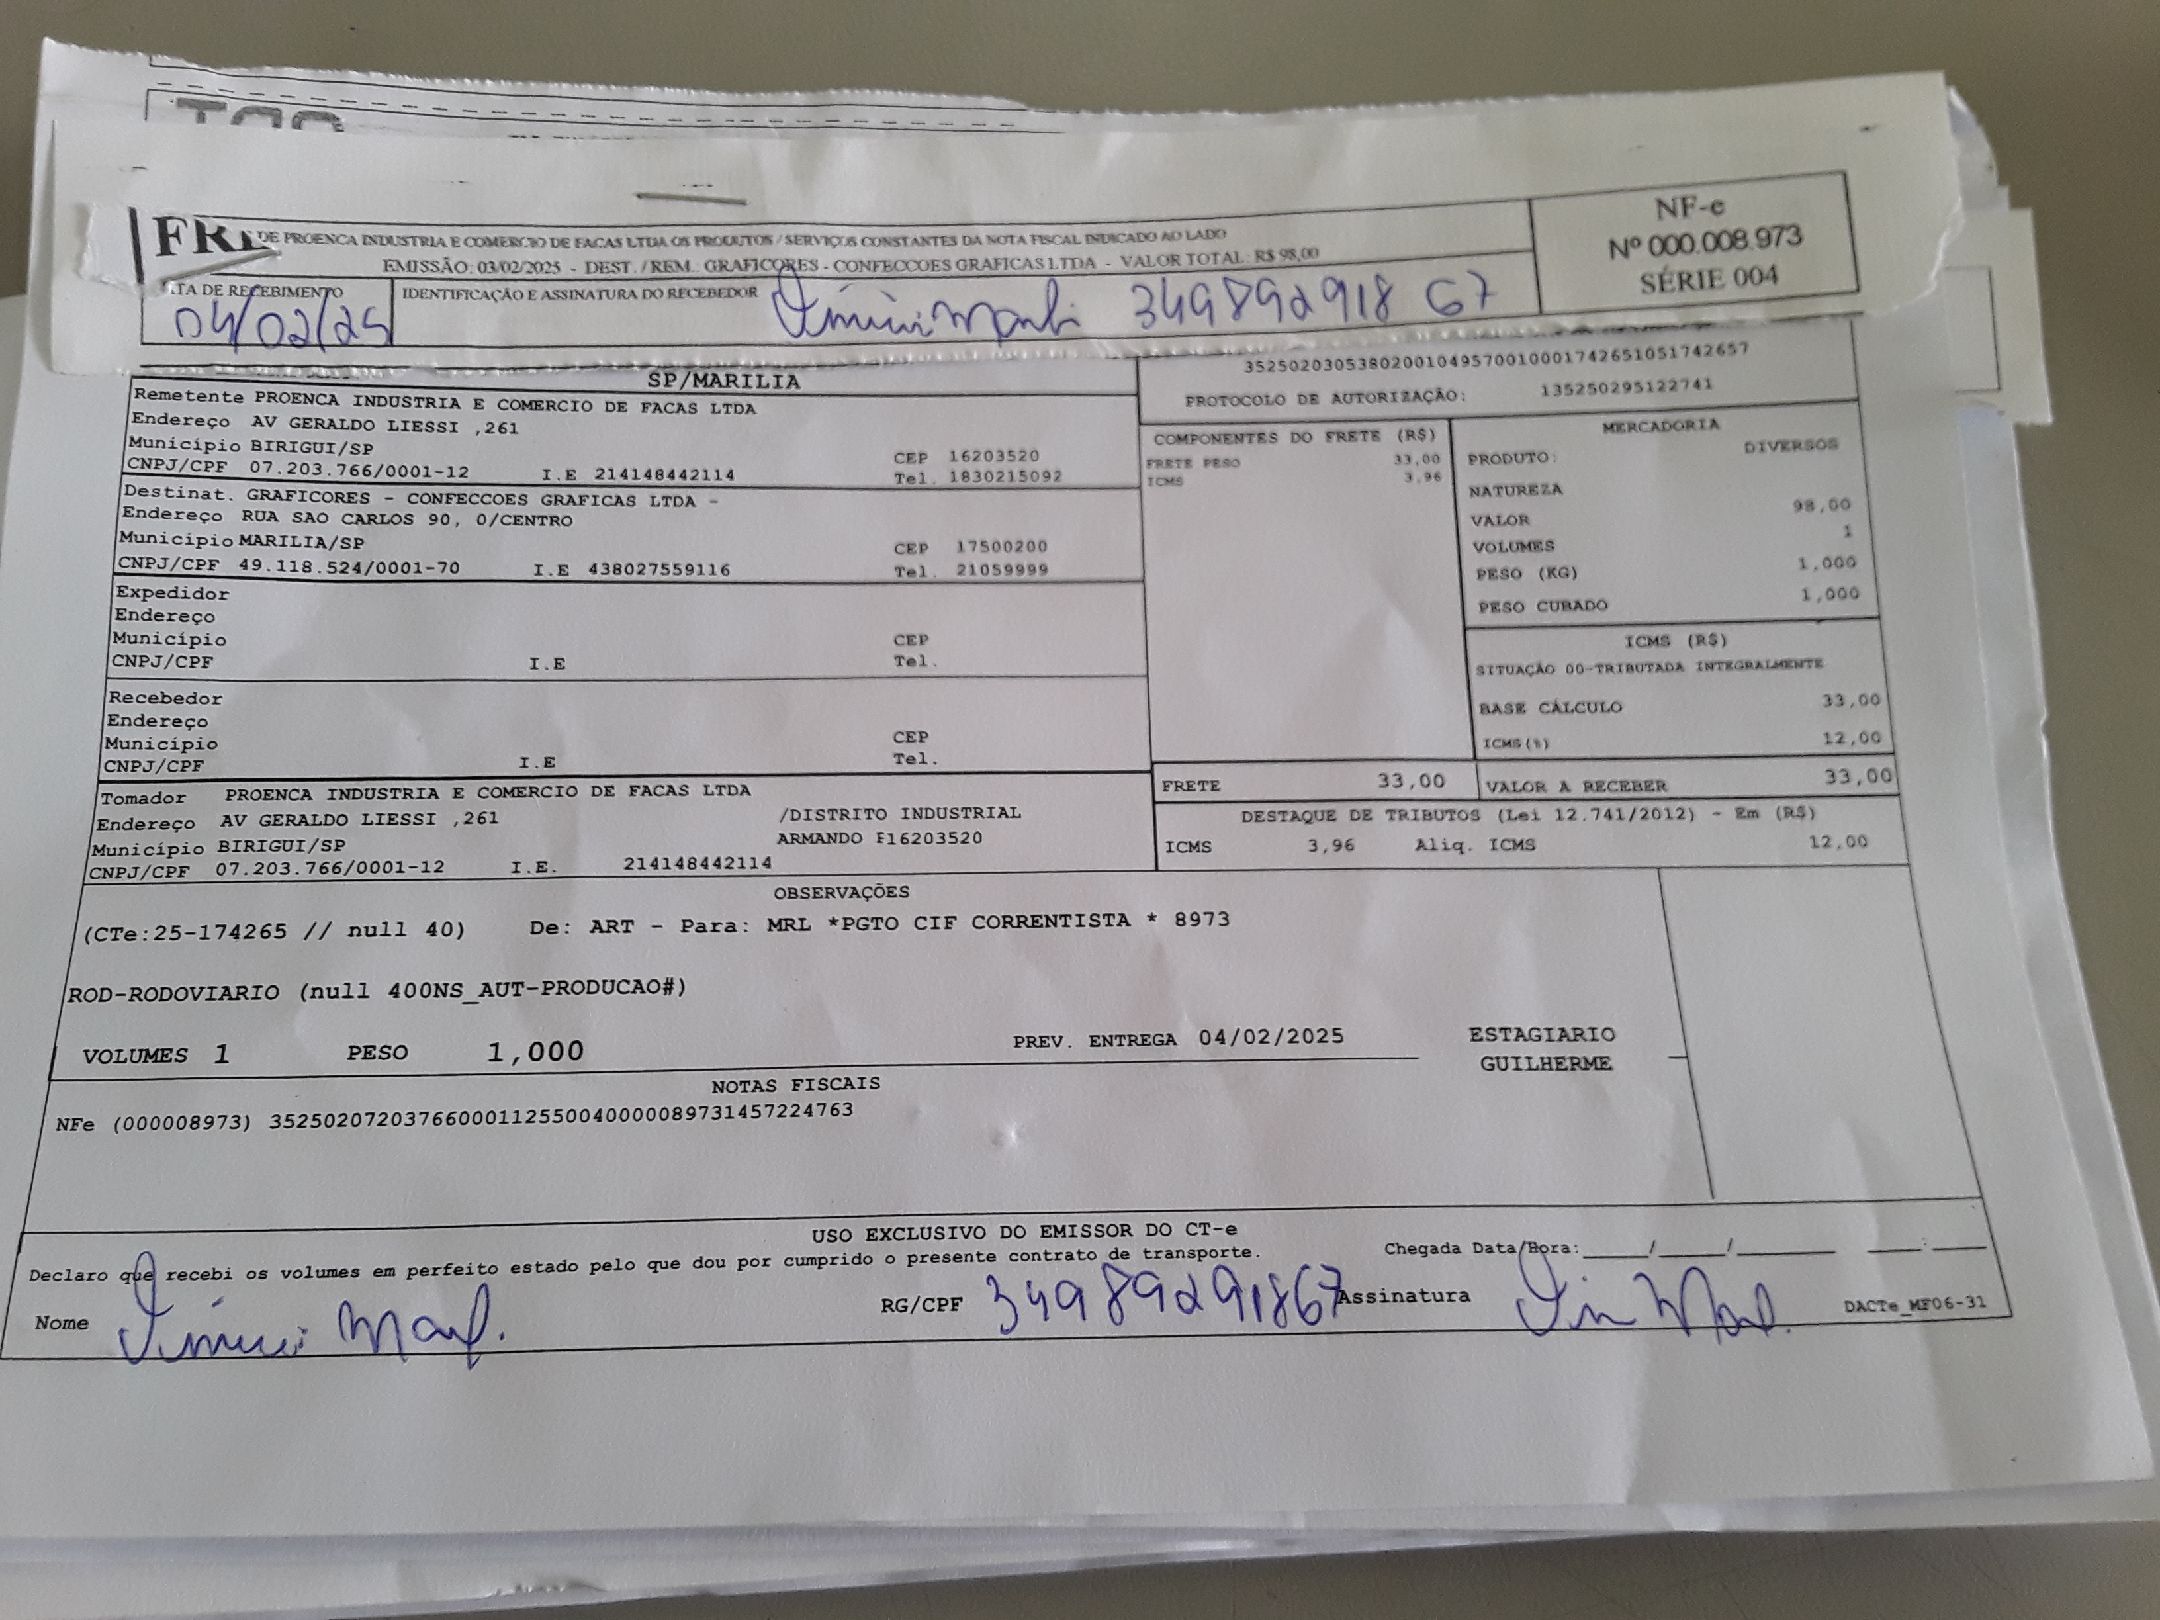 FRE
DE PROENCA INDUSTRIA E COMERCIO DE FACAS LTDA OS PRODUTOS / SERVIÇOS CONSTANTES DA NOTA FISCAL INDICADO AO LADO
EMISSÃO: 03/02/2025 - DEST. / REM.: GRAFICORES - CONFECCOES GRAFICAS LTDA - VALOR TOTAL: R$ 98,00
NF-e
Nº 000.008.973
SÉRIE 004
TA DE RECEBIMENTO
04/02/25
IDENTIFICAÇÃO E ASSINATURA DO RECEBEDOR
349892918 67
SP/MARILIA
35250203053802001049570010001742651051742657
PROTOCOLO DE AUTORIZAÇÃO: 135250295122741
Remetente PROENCA INDUSTRIA E COMERCIO DE FACAS LTDA
Endereço AV GERALDO LIESSI ,261
Município BIRIGUI/SP CEP 16203520
CNPJ/CPF 07.203.766/0001-12 I.E 214148442114 Tel. 1830215092
Destinat. GRAFICORES - CONFECCOES GRAFICAS LTDA -
Endereço RUA SAO CARLOS 90, 0/CENTRO
Município MARILIA/SP CEP 17500200
CNPJ/CPF 49.118.524/0001-70 I.E 438027559116 Tel. 21059999
Expedidor
Endereço
Município CEP
CNPJ/CPF I.E Tel.
Recebedor
Endereço
Município CEP
CNPJ/CPF I.E Tel.
Tomador PROENCA INDUSTRIA E COMERCIO DE FACAS LTDA
Endereço AV GERALDO LIESSI ,261 /DISTRITO INDUSTRIAL
Município BIRIGUI/SP ARMANDO P16203520
CNPJ/CPF 07.203.766/0001-12 I.E. 214148442114
COMPONENTES DO FRETE (R$)
FRETE PESO 33,00
ICMS 3,96
MERCADORIA
PRODUTO: DIVERSOS
NATUREZA
VALOR 98,00
VOLUMES 1
PESO (KG) 1,000
PESO CUBADO 1,000
ICMS (R$)
SITUAÇÃO 00-TRIBUTADA INTEGRALMENTE
BASE CÁLCULO 33,00
ICMS(%) 12,00
FRETE 33,00 VALOR A RECEBER 33,00
DESTAQUE DE TRIBUTOS (Lei 12.741/2012) - Em (R$)
ICMS 3,96 Aliq. ICMS 12,00
OBSERVAÇÕES
(CTe:25-174265 // null 40) De: ART - Para: MRL *PGTO CIF CORRENTISTA * 8973
ROD-RODOVIARIO (null 400NS_AUT-PRODUCAO#)
VOLUMES 1 PESO 1,000 PREV. ENTREGA 04/02/2025
ESTAGIARIO
GUILHERME
NOTAS FISCAIS
NFe (000008973) 35250207203766000112550040000089731457224763
USO EXCLUSIVO DO EMISSOR DO CT-e
Declaro que recebi os volumes em perfeito estado pelo que dou por cumprido o presente contrato de transporte.
Chegada Data/Hora:____/____/______ ___:___
Nome
RG/CPF 34989291867
Assinatura
DACTe_MF06-31